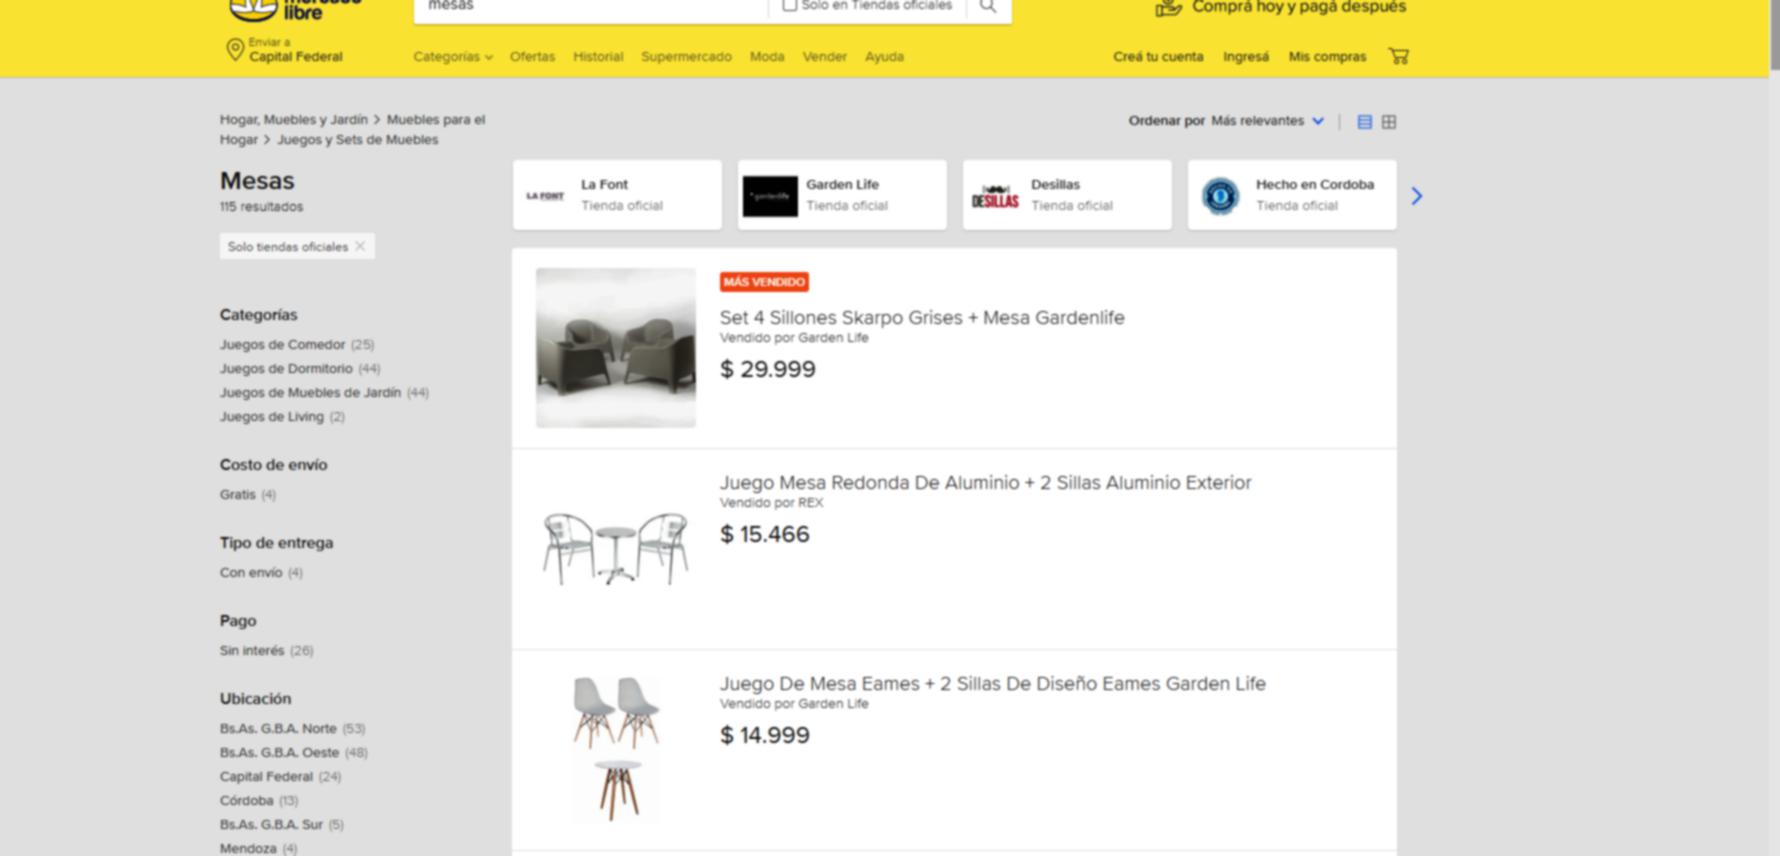 mercado
libre
mesas
Solo en Tiendas oficiales
Comprá hoy y pagá después
Enviar a
Capital Federal
Categorías
Ofertas
Historial
Supermercado
Moda
Vender
Ayuda
Creá tu cuenta
Ingresá
Mis compras
Hogar, Muebles y Jardín > Muebles para el
Hogar > Juegos y Sets de Muebles
Ordenar por Más relevantes
Mesas
115 resultados
Solo tiendas oficiales
Categorías
Juegos de Comedor (25)
Juegos de Dormitorio (44)
Juegos de Muebles de Jardín (44)
Juegos de Living (2)
Costo de envío
Gratis (4)
Tipo de entrega
Con envío (4)
Pago
Sin interés (26)
Ubicación
Bs.As. G.B.A. Norte (53)
Bs.As. G.B.A. Oeste (48)
Capital Federal (24)
Córdoba (13)
Bs.As. G.B.A. Sur (5)
Mendoza (4)
LA FONT
La Font
Tienda oficial
gardenlife
Garden Life
Tienda oficial
DESILLAS
Desillas
Tienda oficial
Hecho en Cordoba
Tienda oficial
MÁS VENDIDO
Set 4 Sillones Skarpo Grises + Mesa Gardenlife
Vendido por Garden Life
$ 29.999
Juego Mesa Redonda De Aluminio + 2 Sillas Aluminio Exterior
Vendido por REX
$ 15.466
Juego De Mesa Eames + 2 Sillas De Diseño Eames Garden Life
Vendido por Garden Life
$ 14.999